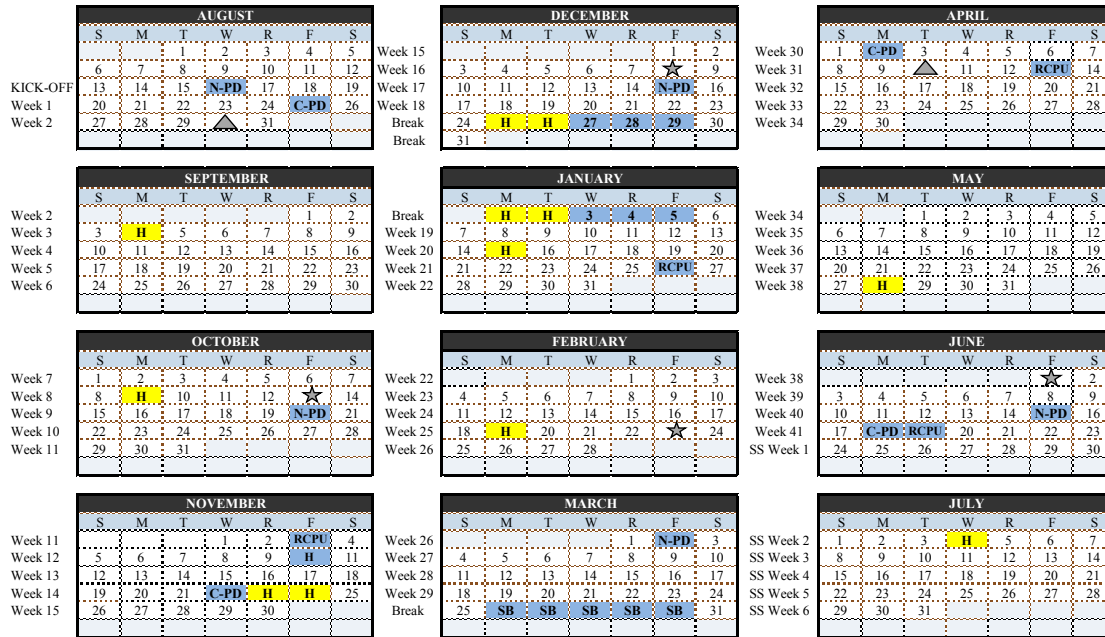 AUGUST
S M T W R F S
1 2 3 4 5
6 7 8 9 10 11 12
KICK-OFF 13 14 15 N-PD 17 18 19
Week 1 20 21 22 23 24 C-PD 26
Week 2 27 28 29 31
SEPTEMBER
S M T W R F S
Week 2 1 2
Week 3 3 H 5 6 7 8 9
Week 4 10 11 12 13 14 15 16
Week 5 17 18 19 20 21 22 23
Week 6 24 25 26 27 28 29 30
OCTOBER
S M T W R F S
Week 7 1 2 3 4 5 6 7
Week 8 8 H 10 11 12 14
Week 9 15 16 17 18 19 N-PD 21
Week 10 22 23 24 25 26 27 28
Week 11 29 30 31
NOVEMBER
S M T W R F S
Week 11 1 2 RCPU 4
Week 12 5 6 7 8 9 H 11
Week 13 12 13 14 15 16 17 18
Week 14 19 20 21 C-PD H H 25
Week 15 26 27 28 29 30
DECEMBER
S M T W R F S
Week 15 1 2
Week 16 3 4 5 6 7 9
Week 17 10 11 12 13 14 N-PD 16
Week 18 17 18 19 20 21 22 23
Break 24 H H 27 28 29 30
Break 31
JANUARY
S M T W R F S
Break H H 3 4 5 6
Week 19 7 8 9 10 11 12 13
Week 20 14 H 16 17 18 19 20
Week 21 21 22 23 24 25 RCPU 27
Week 22 28 29 30 31
FEBRUARY
S M T W R F S
Week 22 1 2 3
Week 23 4 5 6 7 8 9 10
Week 24 11 12 13 14 15 16 17
Week 25 18 H 20 21 22 24
Week 26 25 26 27 28
MARCH
S M T W R F S
Week 26 1 N-PD 3
Week 27 4 5 6 7 8 9 10
Week 28 11 12 13 14 15 16 17
Week 29 18 19 20 21 22 23 24
Break 25 SB SB SB SB SB 31
APRIL
S M T W R F S
Week 30 1 C-PD 3 4 5 6 7
Week 31 8 9 11 12 RCPU 14
Week 32 15 16 17 18 19 20 21
Week 33 22 23 24 25 26 27 28
Week 34 29 30
MAY
S M T W R F S
Week 34 1 2 3 4 5
Week 35 6 7 8 9 10 11 12
Week 36 13 14 15 16 17 18 19
Week 37 20 21 22 23 24 25 26
Week 38 27 H 29 30 31
JUNE
S M T W R F S
Week 38 2
Week 39 3 4 5 6 7 8 9
Week 40 10 11 12 13 14 N-PD 16
Week 41 17 C-PD RCPU 20 21 22 23
SS Week 1 24 25 26 27 28 29 30
JULY
S M T W R F S
SS Week 2 1 2 3 H 5 6 7
SS Week 3 8 9 10 11 12 13 14
SS Week 4 15 16 17 18 19 20 21
SS Week 5 22 23 24 25 26 27 28
SS Week 6 29 30 31